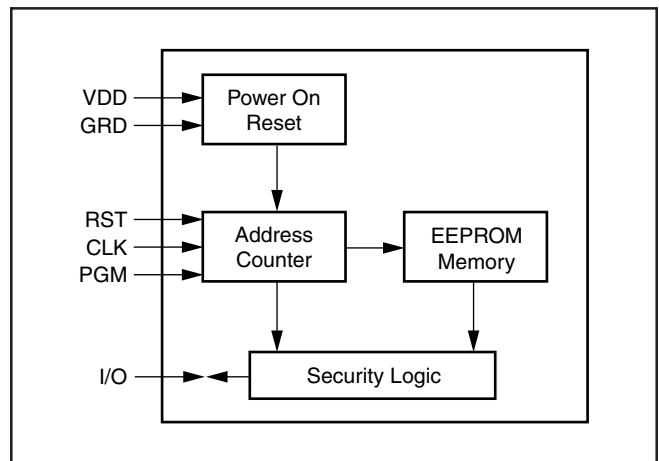 VDD
GRD
Power On
Reset
RST
CLK
PGM
Address
Counter
EEPROM
Memory
I/O
Security Logic